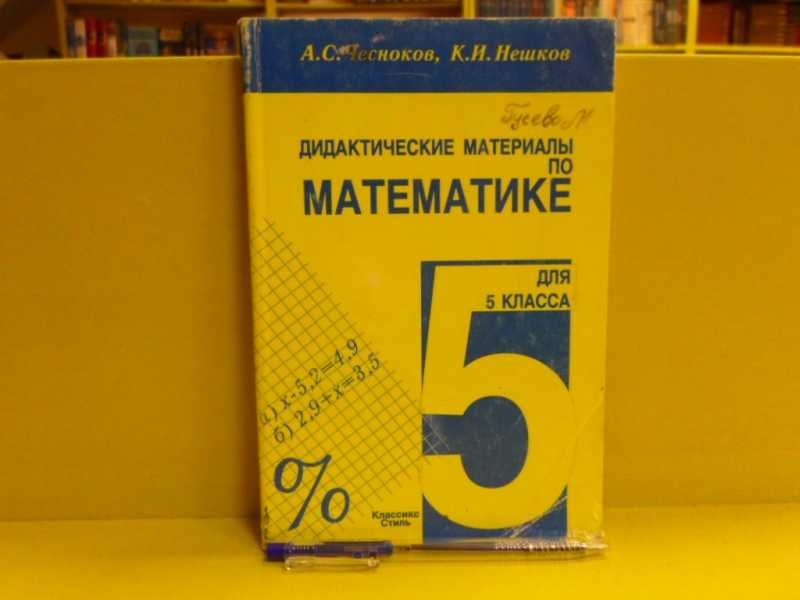 А.С.Чесноков, К.И.Нешков
Гусево М
ДИДАКТИЧЕСКИЕ МАТЕРИАЛЫ
ПО
МАТЕМАТИКЕ
ДЛЯ
5 КЛАССА
5
а) x-5,2=4,9
б) 2,9+x=3,5
%
Классикс
Стиль